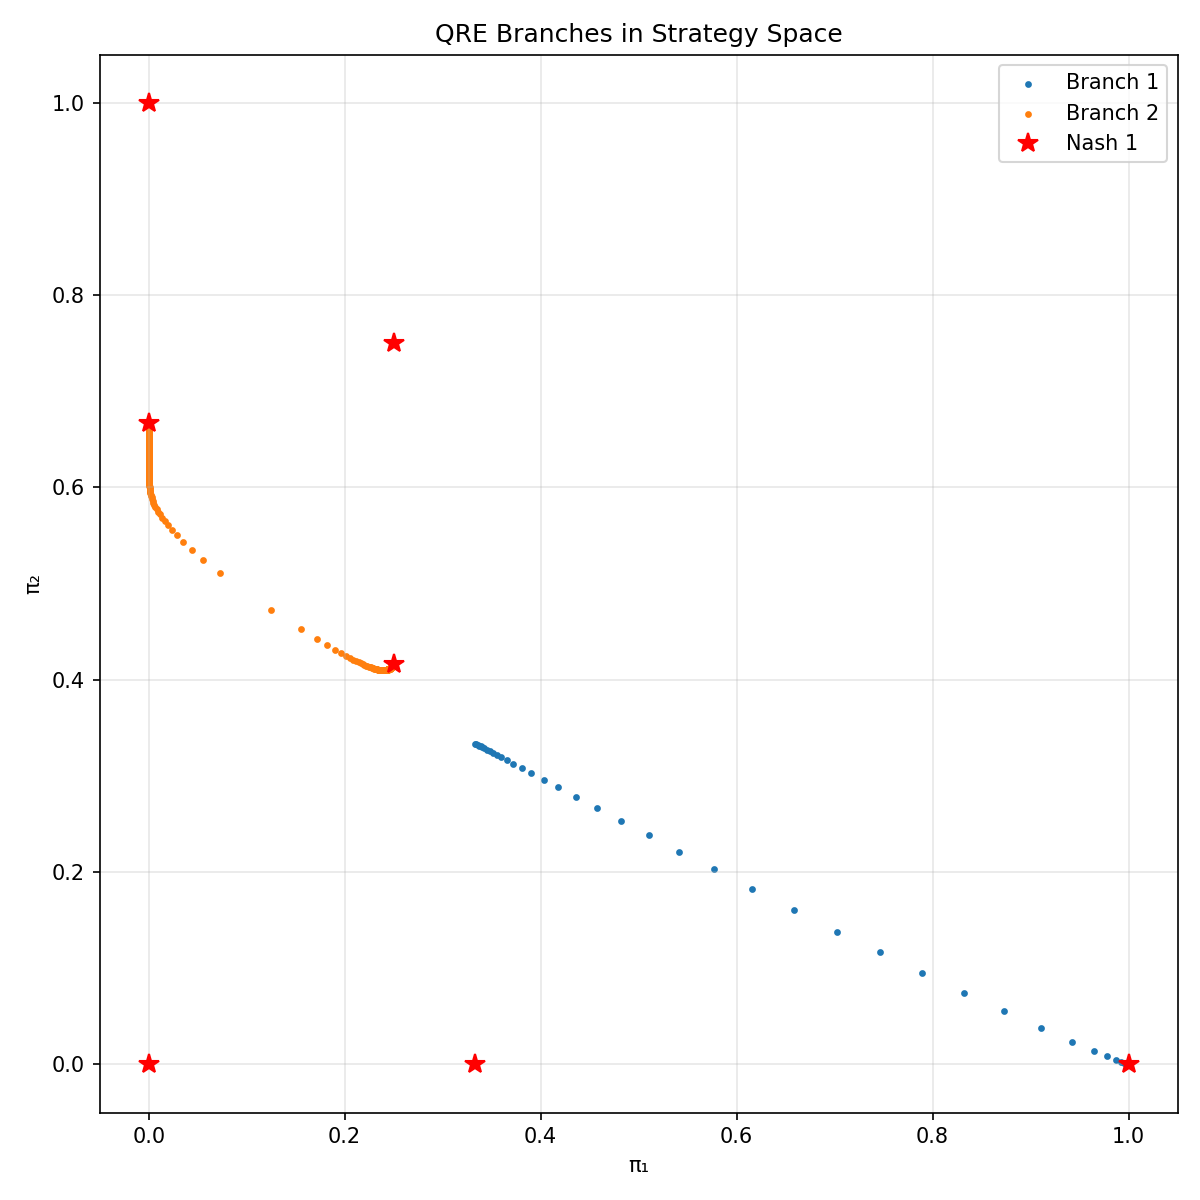 QRE Branches in Strategy Space
Branch 1
Branch 2
Nash 1
1.0
0.8
0.6
0.4
0.2
0.0
π₂
0.0 0.2 0.4 0.6 0.8 1.0
π₁